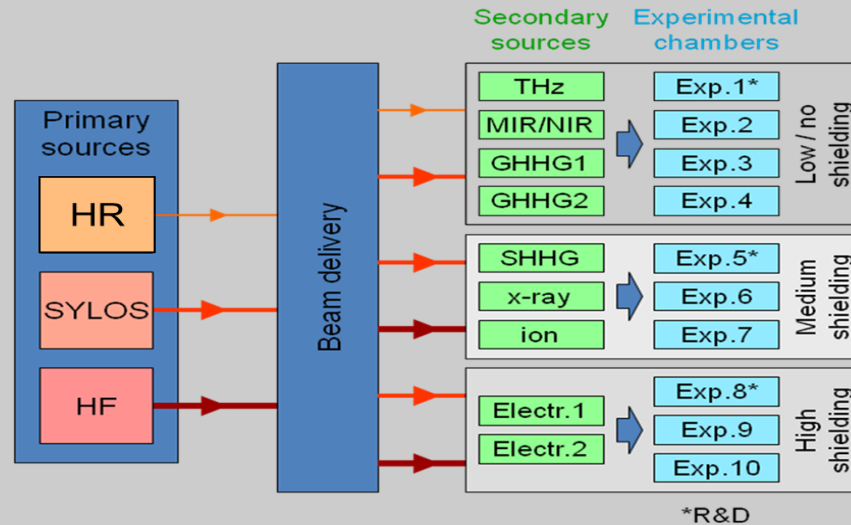 Secondary
sources
Experimental
chambers
Primary
sources
HR
SYLOS
HF
Beam delivery
THz
MIR/NIR
GHHG1
GHHG2
Exp.1*
Exp.2
Exp.3
Exp.4
Low / no
shielding
SHHG
x-ray
ion
Exp.5*
Exp.6
Exp.7
Medium
shielding
Electr.1
Electr.2
Exp.8*
Exp.9
Exp.10
High
shielding
*R&D